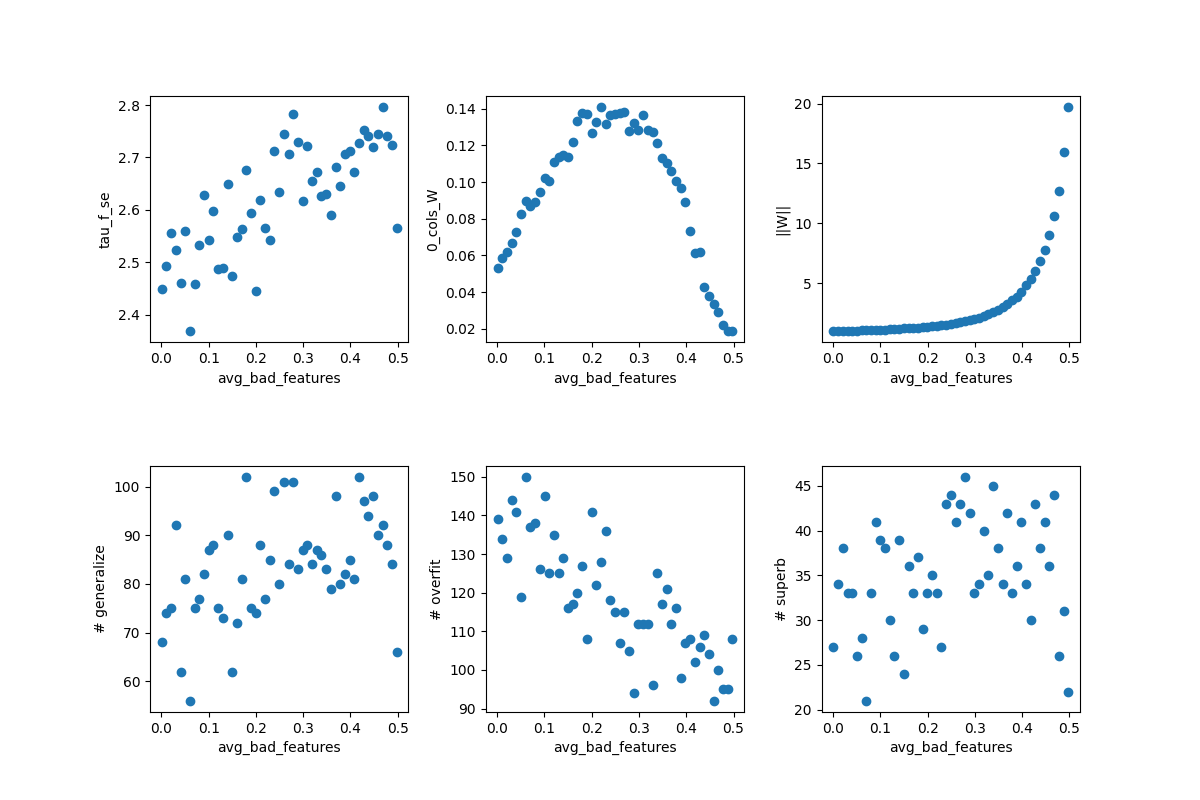 2.8
2.7
2.6
2.5
2.4
tau_f_se
0.0 0.1 0.2 0.3 0.4 0.5
avg_bad_features
0.14
0.12
0.10
0.08
0.06
0.04
0.02
0_cols_W
0.0 0.1 0.2 0.3 0.4 0.5
avg_bad_features
20
15
10
5
||W||
0.0 0.1 0.2 0.3 0.4 0.5
avg_bad_features
100
90
80
70
60
# generalize
0.0 0.1 0.2 0.3 0.4 0.5
avg_bad_features
150
140
130
120
110
100
90
# overfit
0.0 0.1 0.2 0.3 0.4 0.5
avg_bad_features
45
40
35
30
25
20
# superb
0.0 0.1 0.2 0.3 0.4 0.5
avg_bad_features